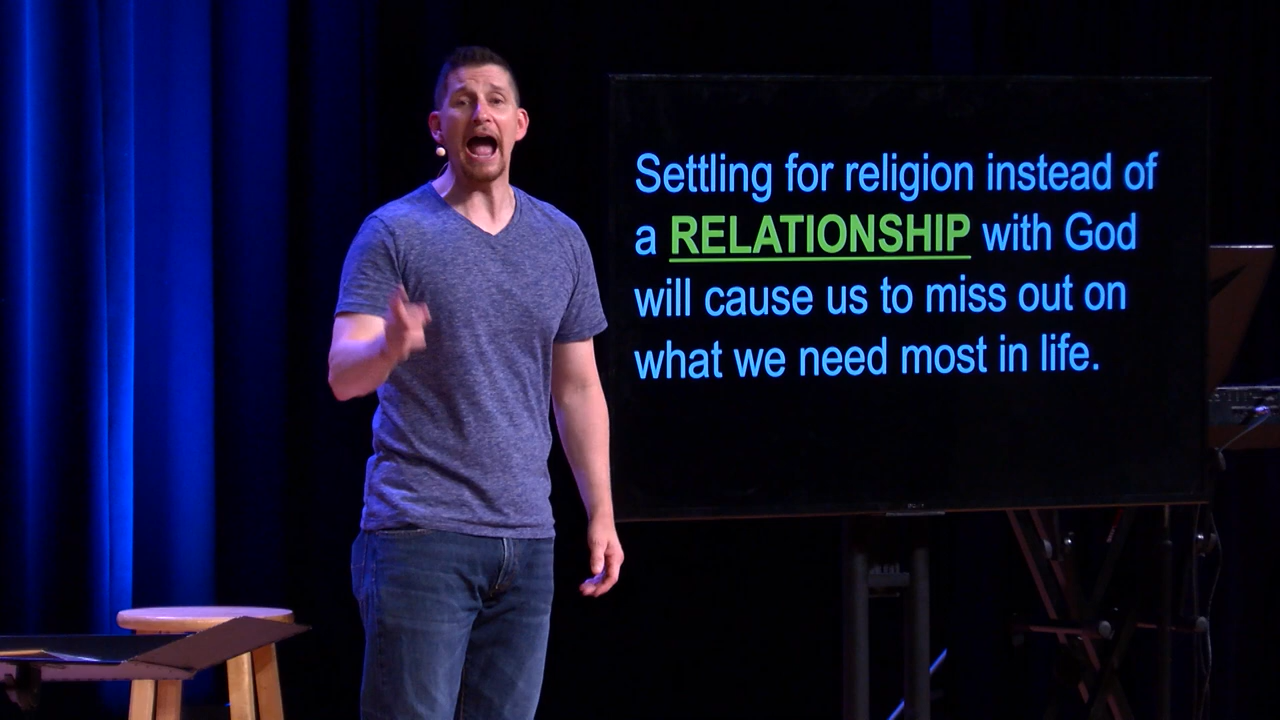 Settling for religion instead of
a RELATIONSHIP with God
will cause us to miss out on
what we need most in life.